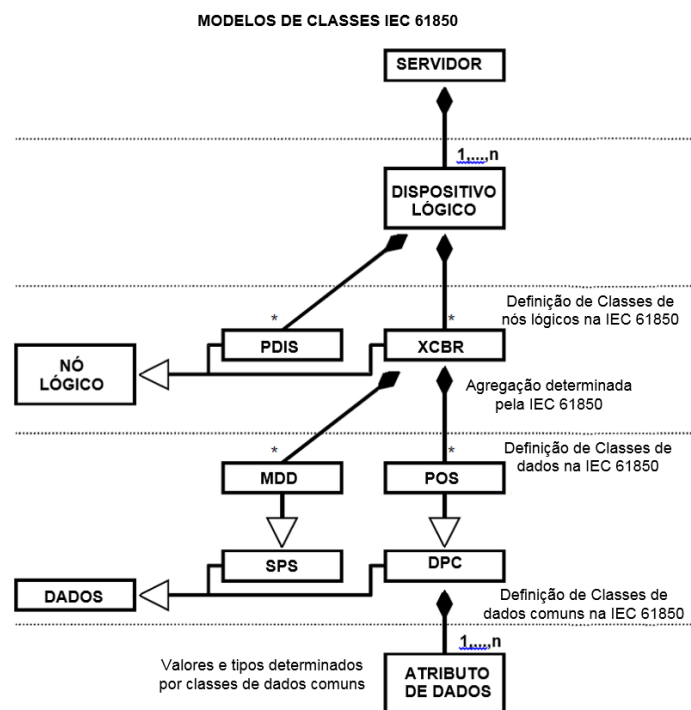 MODELOS DE CLASSES IEC 61850
SERVIDOR
1,...,n
DISPOSITIVO
LÓGICO
Definição de Classes de
nós lógicos na IEC 61850
*
*
PDIS
XCBR
NÓ
LÓGICO
Agregação determinada
pela IEC 61850
*
*
Definição de Classes de
dados na IEC 61850
MDD
POS
SPS
DPC
DADOS
Definição de Classes de
dados comuns na IEC 61850
1,...,n
Valores e tipos determinados
por classes de dados comuns
ATRIBUTO
DE DADOS